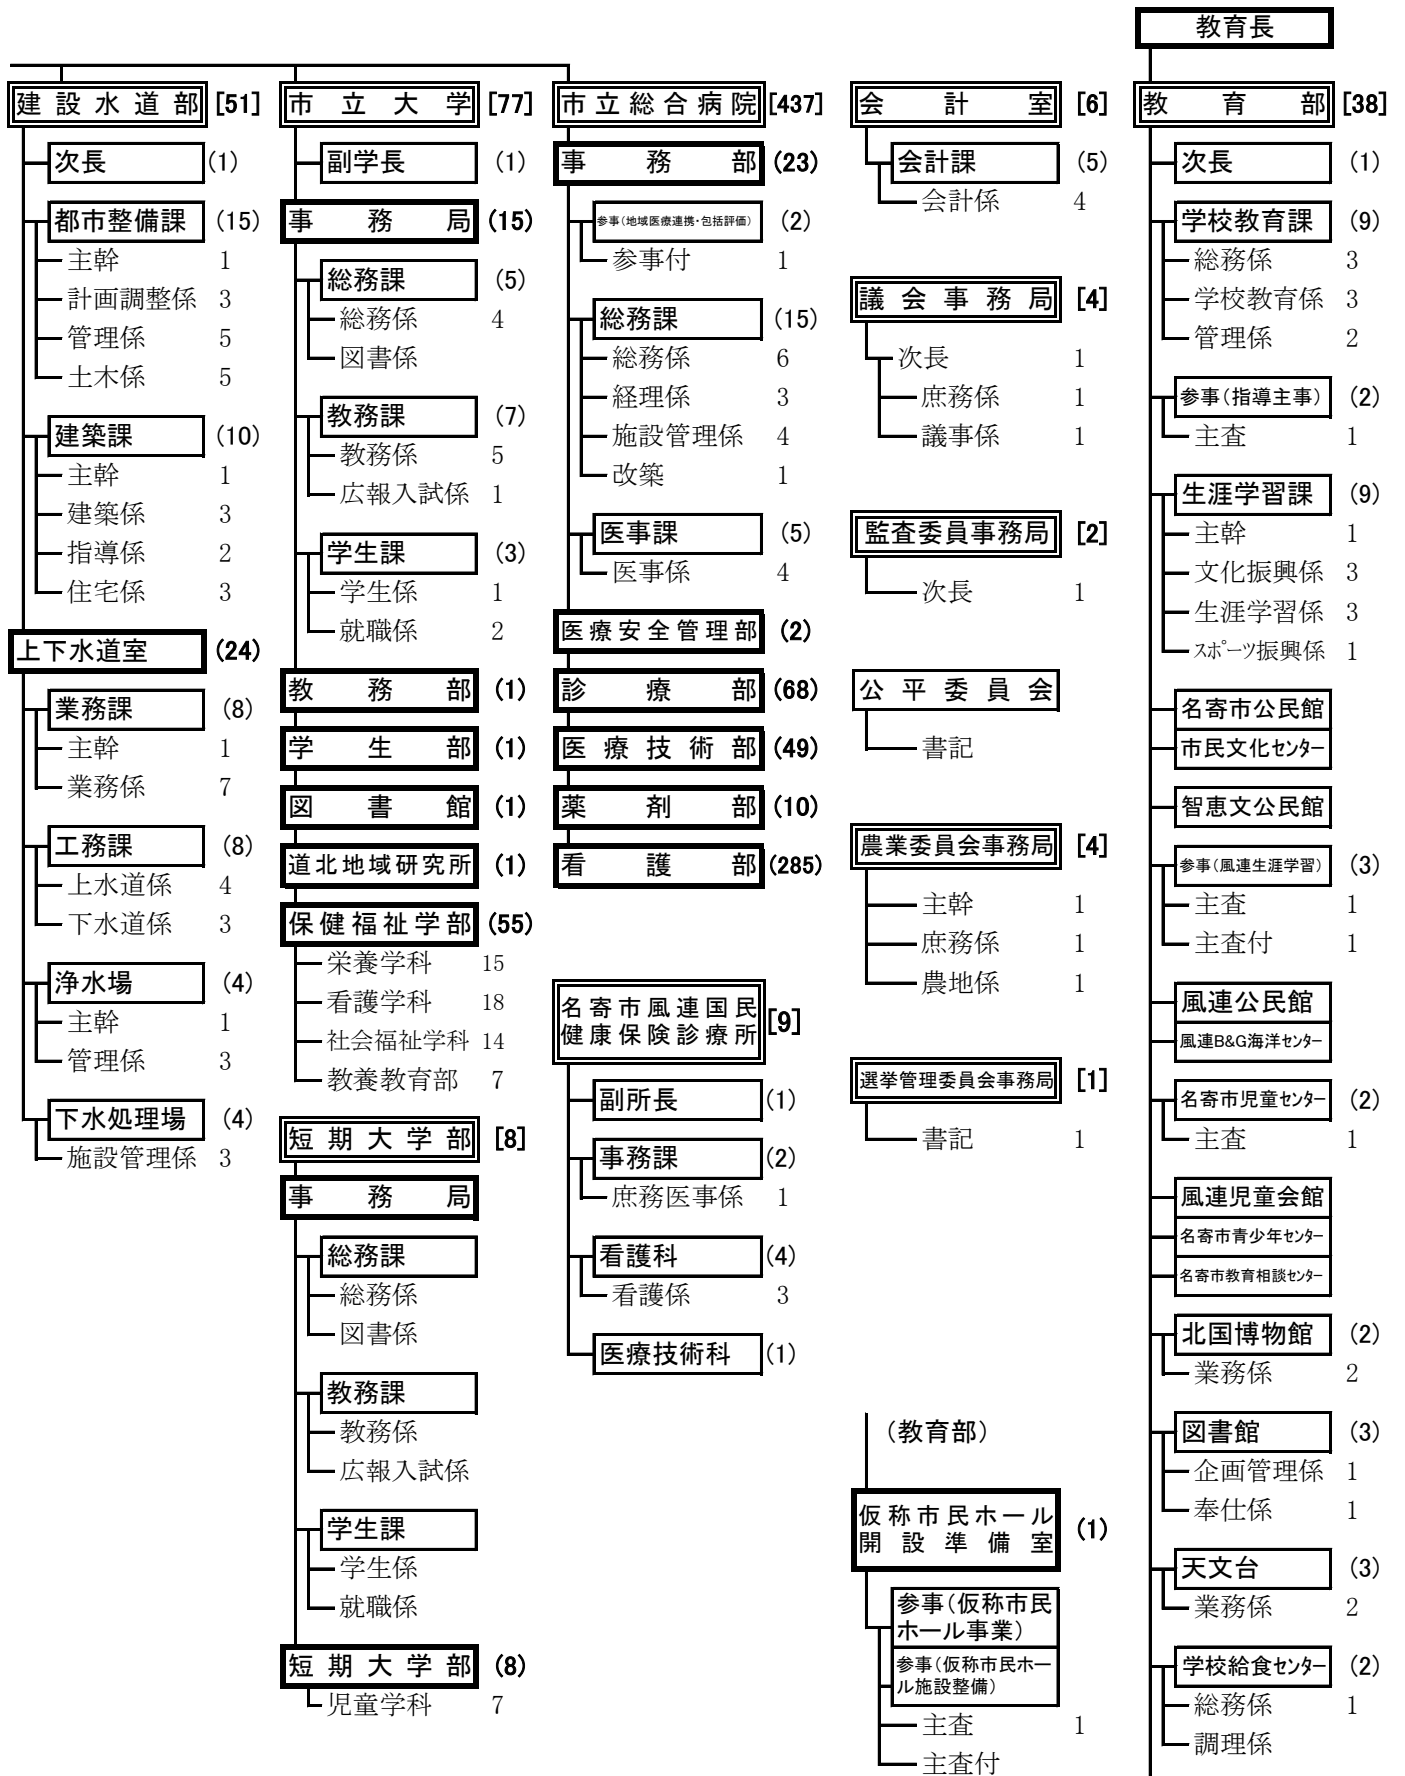 建設水道部 [51]
次長 (1)
都市整備課 (15)
主幹 1
計画調整係 3
管理係 5
土木係 5
建築課 (10)
主幹 1
建築係 3
指導係 2
住宅係 3
上下水道室 (24)
業務課 (8)
主幹 1
業務係 7
工務課 (8)
上水道係 4
下水道係 3
浄水場 (4)
主幹 1
管理係 3
下水処理場 (4)
施設管理係 3
市立大学 [77]
副学長 (1)
事務局 (15)
総務課 (5)
総務係 4
図書係
教務課 (7)
教務係 5
広報入試係 1
学生課 (3)
学生係 1
就職係 2
教務部 (1)
学生部 (1)
図書館 (1)
道北地域研究所 (1)
保健福祉学部 (55)
栄養学科 15
看護学科 18
社会福祉学科 14
教養教育部 7
短期大学部 [8]
事務局
総務課
総務係
図書係
教務課
教務係
広報入試係
学生課
学生係
就職係
短期大学部 (8)
児童学科 7
市立総合病院 [437]
事務部 (23)
参事(地域医療連携・包括評価) (2)
参事付 1
総務課 (15)
総務係 6
経理係 3
施設管理係 4
改築 1
医事課 (5)
医事係 4
医療安全管理部 (2)
診療部 (68)
医療技術部 (49)
薬剤部 (10)
看護部 (285)
名寄市風連国民
健康保険診療所 [9]
副所長 (1)
事務課 (2)
庶務医事係 1
看護科 (4)
看護係 3
医療技術科 (1)
会計室 [6]
会計課 (5)
会計係 4
議会事務局 [4]
次長 1
庶務係 1
議事係 1
監査委員事務局 [2]
次長 1
公平委員会
書記
農業委員会事務局 [4]
主幹 1
庶務係 1
農地係 1
選挙管理委員会事務局 [1]
書記 1
(教育部)
仮称市民ホール
開設準備室 (1)
参事(仮称市民
ホール事業)
参事(仮称市民ホー
ル施設整備)
主査 1
主査付
教育長
教育部 [38]
次長 (1)
学校教育課 (9)
総務係 3
学校教育係 3
管理係 2
参事(指導主事) (2)
主査 1
生涯学習課 (9)
主幹 1
文化振興係 3
生涯学習係 3
ｽﾎﾟｰﾂ振興係 1
名寄市公民館
市民文化ｾﾝﾀｰ
智恵文公民館
参事(風連生涯学習) (3)
主査 1
主査付 1
風連公民館
風連B&G海洋ｾﾝﾀｰ
名寄市児童ｾﾝﾀｰ (2)
主査 1
風連児童会館
名寄市青少年ｾﾝﾀｰ
名寄市教育相談ｾﾝﾀｰ
北国博物館 (2)
業務係 2
図書館 (3)
企画管理係 1
奉仕係 1
天文台 (3)
業務係 2
学校給食ｾﾝﾀｰ (2)
総務係 1
調理係